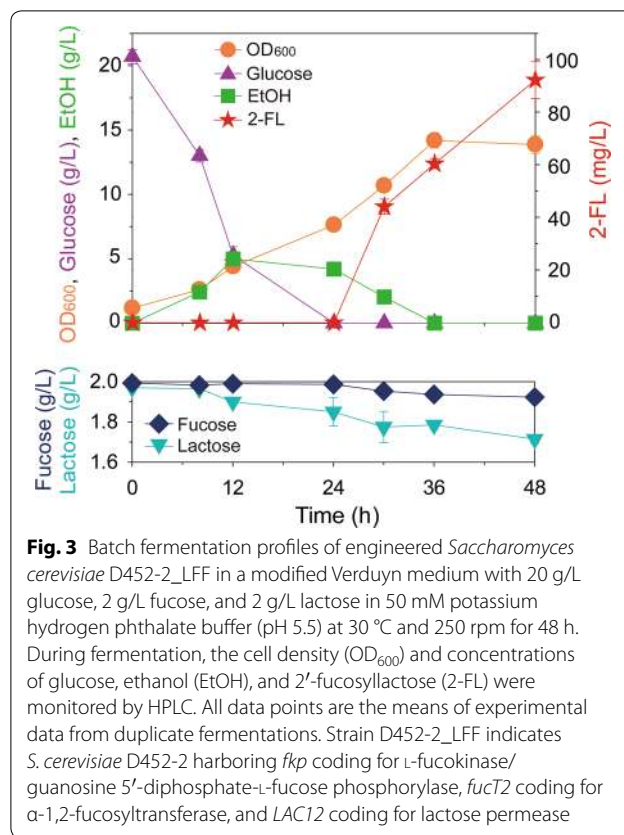 OD₆₀₀, Glucose (g/L), EtOH (g/L)
20
15
10
5
0
OD₆₀₀
Glucose
EtOH
2-FL
100
80
60
40
20
0
2-FL (mg/L)
Fucose (g/L)
Lactose (g/L)
2.0
1.8
1.6
Fucose
Lactose
0 12 24 36 48
Time (h)
Fig. 3 Batch fermentation profiles of engineered Saccharomyces
cerevisiae D452-2_LFF in a modified Verduyn medium with 20 g/L
glucose, 2 g/L fucose, and 2 g/L lactose in 50 mM potassium
hydrogen phthalate buffer (pH 5.5) at 30 °C and 250 rpm for 48 h.
During fermentation, the cell density (OD₆₀₀) and concentrations
of glucose, ethanol (EtOH), and 2′-fucosyllactose (2-FL) were
monitored by HPLC. All data points are the means of experimental
data from duplicate fermentations. Strain D452-2_LFF indicates
S. cerevisiae D452-2 harboring fkp coding for L-fucokinase/
guanosine 5′-diphosphate-L-fucose phosphorylase, fucT2 coding for
α-1,2-fucosyltransferase, and LAC12 coding for lactose permease